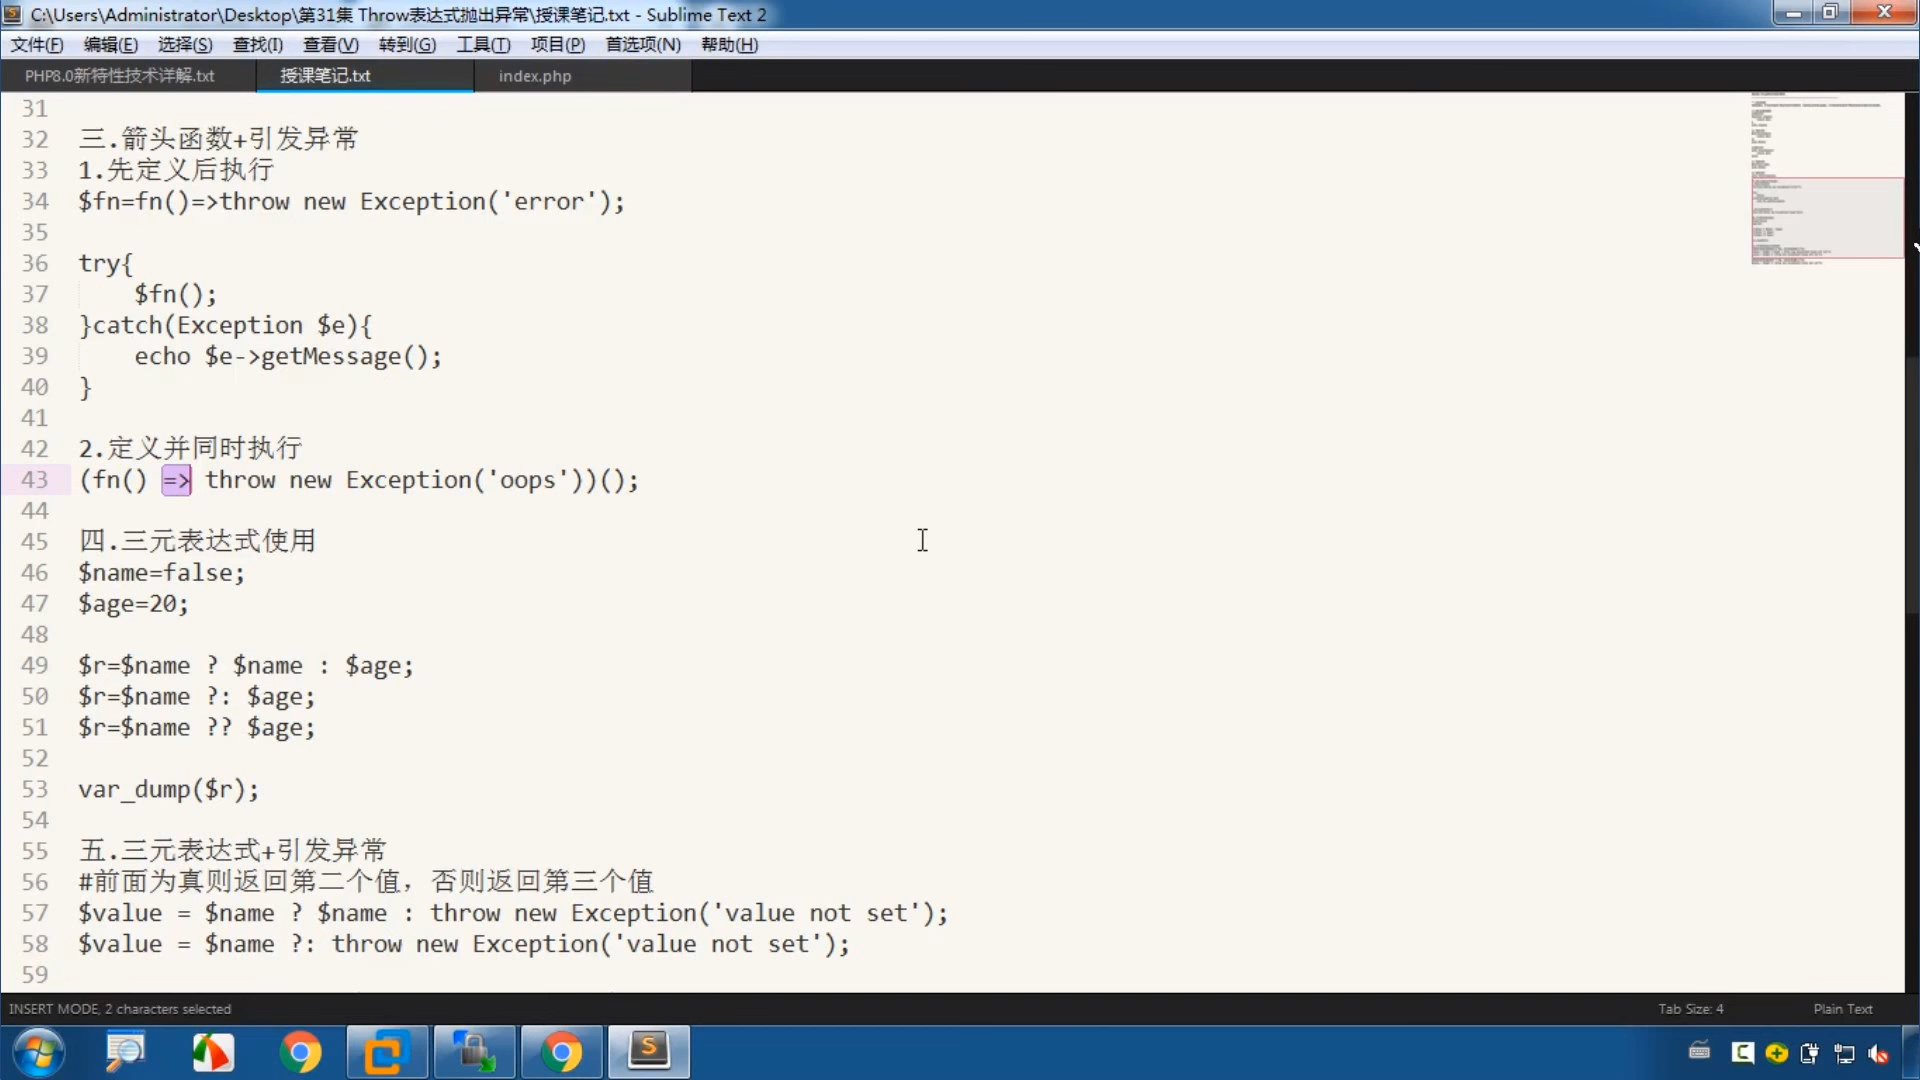 C:\Users\Administrator\Desktop\第31集 Throw表达式抛出异常\授课笔记.txt - Sublime Text 2
文件(F) 编辑(E) 选择(S) 查找(I) 查看(V) 转到(G) 工具(T) 项目(P) 首选项(N) 帮助(H)
PHP8.0新特性技术详解.txt 授课笔记.txt index.php
31
32 三.箭头函数+引发异常
33 1.先定义后执行
34 $fn=fn()=>throw new Exception('error');
35
36 try{
37 $fn();
38 }catch(Exception $e){
39 echo $e->getMessage();
40 }
41
42 2.定义并同时执行
43 (fn() => throw new Exception('oops'))();
44
45 四.三元表达式使用
46 $name=false;
47 $age=20;
48
49 $r=$name ? $name : $age;
50 $r=$name ?: $age;
51 $r=$name ?? $age;
52
53 var_dump($r);
54
55 五.三元表达式+引发异常
56 #前面为真则返回第二个值，否则返回第三个值
57 $value = $name ? $name : throw new Exception('value not set');
58 $value = $name ?: throw new Exception('value not set');
59
INSERT MODE, 2 characters selected Tab Size: 4 Plain Text